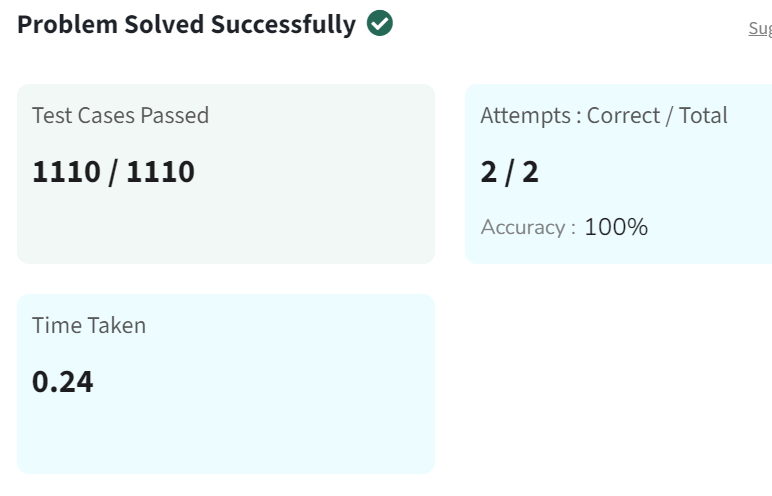 Problem Solved Successfully
Test Cases Passed
1110 / 1110
Attempts : Correct / Total
2 / 2
Accuracy : 100%
Time Taken
0.24